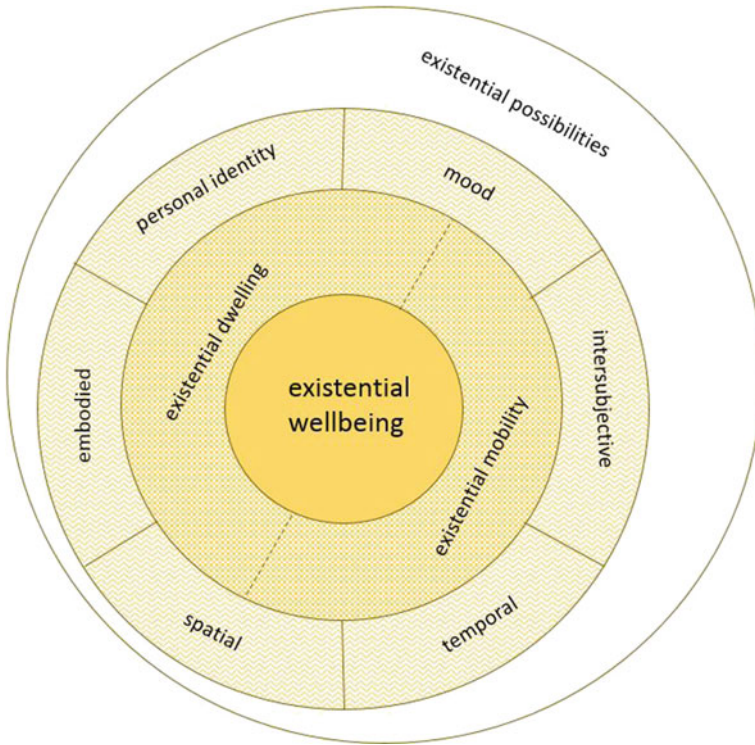 existential possibilities
personal identity
mood
existential dwelling
existential
wellbeing
embodied
intersubjective
existential mobility
spatial
temporal